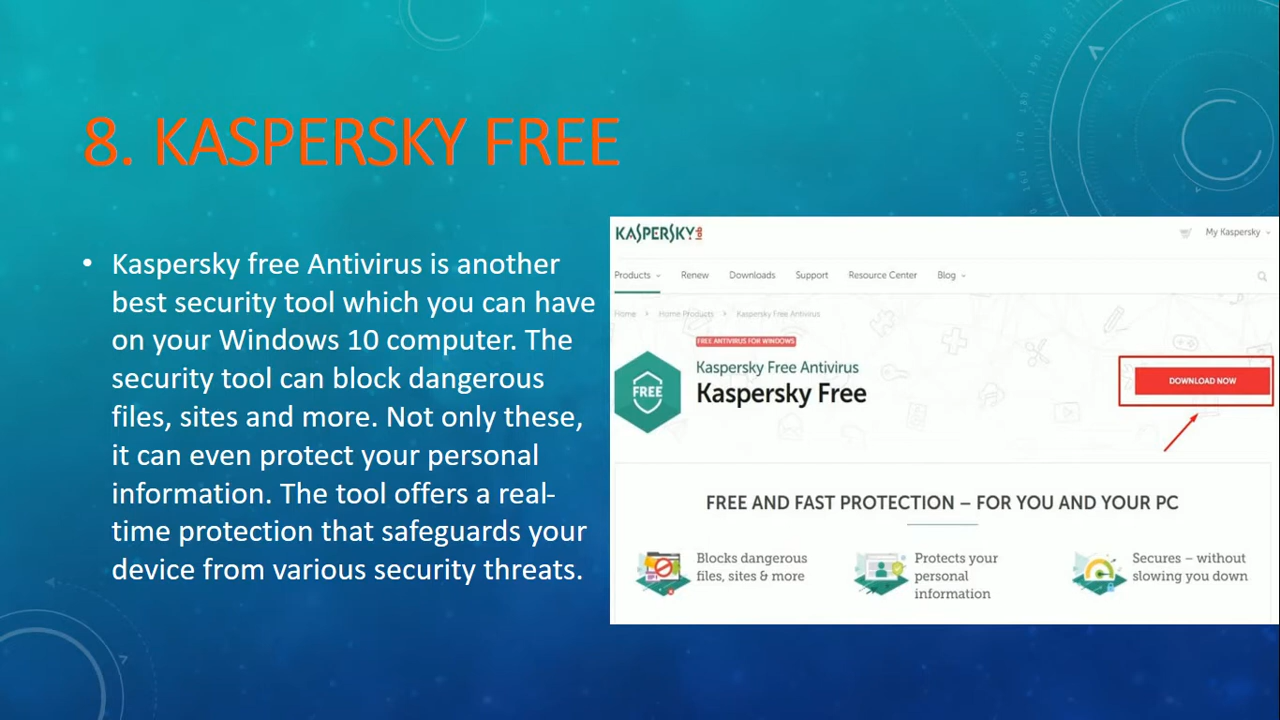 8. KASPERSKY FREE
• Kaspersky free Antivirus is another
best security tool which you can have
on your Windows 10 computer. The
security tool can block dangerous
files, sites and more. Not only these,
it can even protect your personal
information. The tool offers a real-
time protection that safeguards your
device from various security threats.
KASPERSKY lab
My Kaspersky
Products Renew Downloads Support Resource Center Blog
Home > Home Products > Kaspersky Free Antivirus
FREE ANTIVIRUS FOR WINDOWS
Kaspersky Free Antivirus
Kaspersky Free
FREE
DOWNLOAD NOW
FREE AND FAST PROTECTION – FOR YOU AND YOUR PC
Blocks dangerous
files, sites & more
Protects your
personal
information
Secures – without
slowing you down